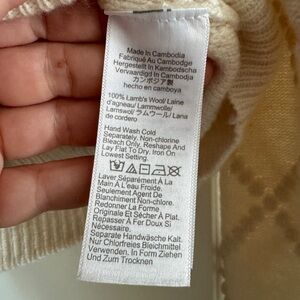 Made In Cambodia
Fabriqué Au Cambodge
Hergestellt In Kambodscha
Vervaardigd In Cambodja
カンボジア製
hecho en camboya
100% Lamb's Wool/ Laine
d'agneau/ Lammwolle/
Lamswol/ ラムウール/ Lana
de cordero
Hand Wash Cold
Separately. Non-chlorine
Bleach Only. Reshape And
Lay Flat To Dry. Iron On
Lowest Setting.
Laver Séparément À La
Main À L'eau Froide.
Seulement Agent De
Blanchiment Non-chlore.
Redonner La Forme
Originale Et Sécher À Plat.
Repasser À Fer Doux Si
Nécessaire.
Separate Handwäsche Kalt.
Nur Chlorfreies Bleichmittel
Verwenden. In Form Ziehen
Und Zum Trocknen